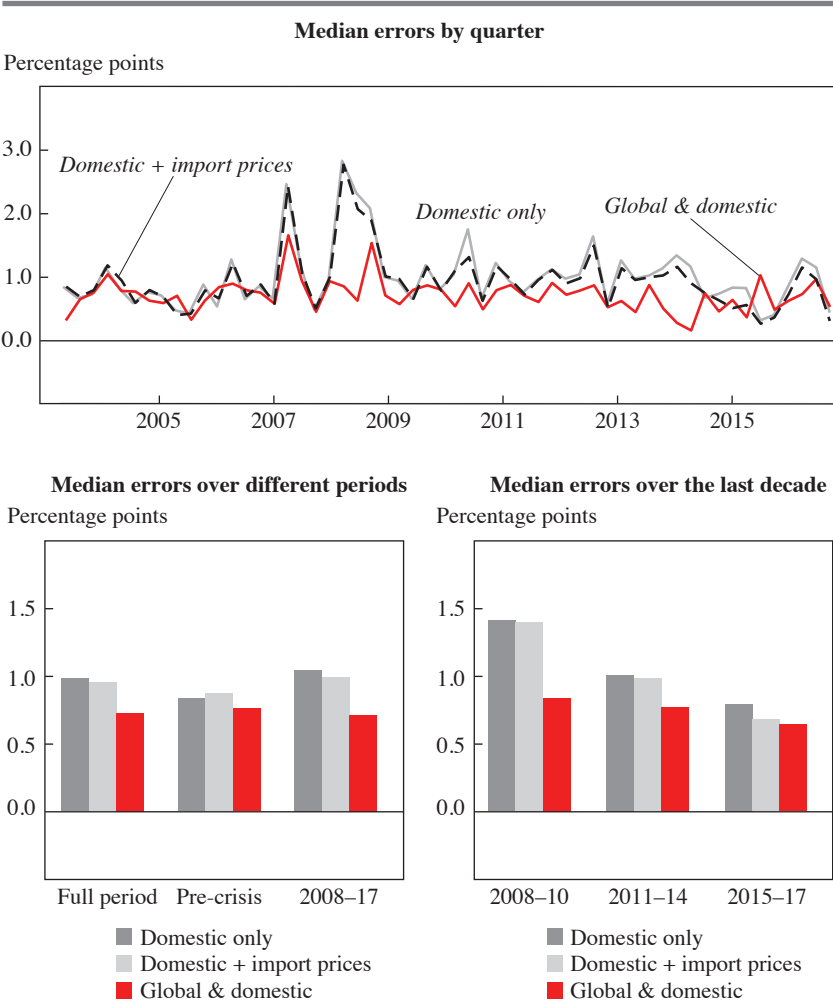 Median errors by quarter
Percentage points
3.0
Domestic + import prices
2.0
Domestic only
Global & domestic
1.0
0.0
2005 2007 2009 2011 2013 2015
Median errors over different periods
Percentage points
1.5
1.0
0.5
0.0
Full period Pre-crisis 2008–17
Domestic only
Domestic + import prices
Global & domestic
Median errors over the last decade
Percentage points
1.5
1.0
0.5
0.0
2008–10 2011–14 2015–17
Domestic only
Domestic + import prices
Global & domestic